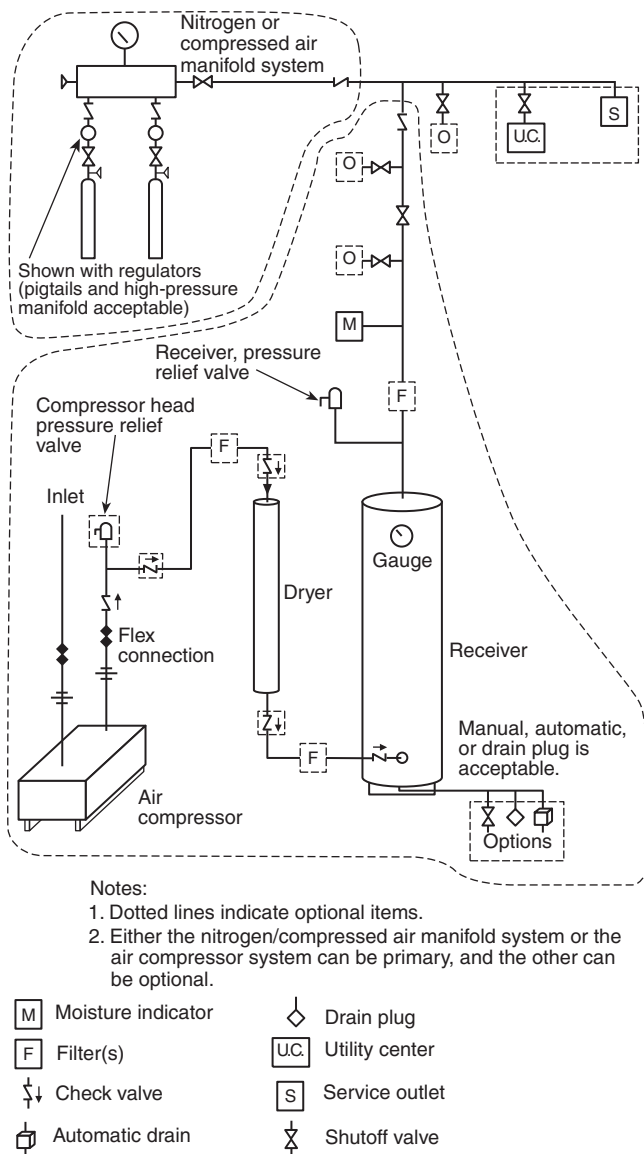 Nitrogen or
compressed air
manifold system
O
U.C.
S
O
O
Shown with regulators
(pigtails and high-pressure
manifold acceptable)
M
Receiver, pressure
relief valve
F
Compressor head
pressure relief
valve
F
Inlet
Gauge
Dryer
Flex
connection
Receiver
Manual, automatic,
or drain plug is
acceptable.
F
Air
compressor
Options
Notes:
1. Dotted lines indicate optional items.
2. Either the nitrogen/compressed air manifold system or the
air compressor system can be primary, and the other can
be optional.
M Moisture indicator
Drain plug
F Filter(s)
U.C. Utility center
Check valve
S Service outlet
Automatic drain
Shutoff valve